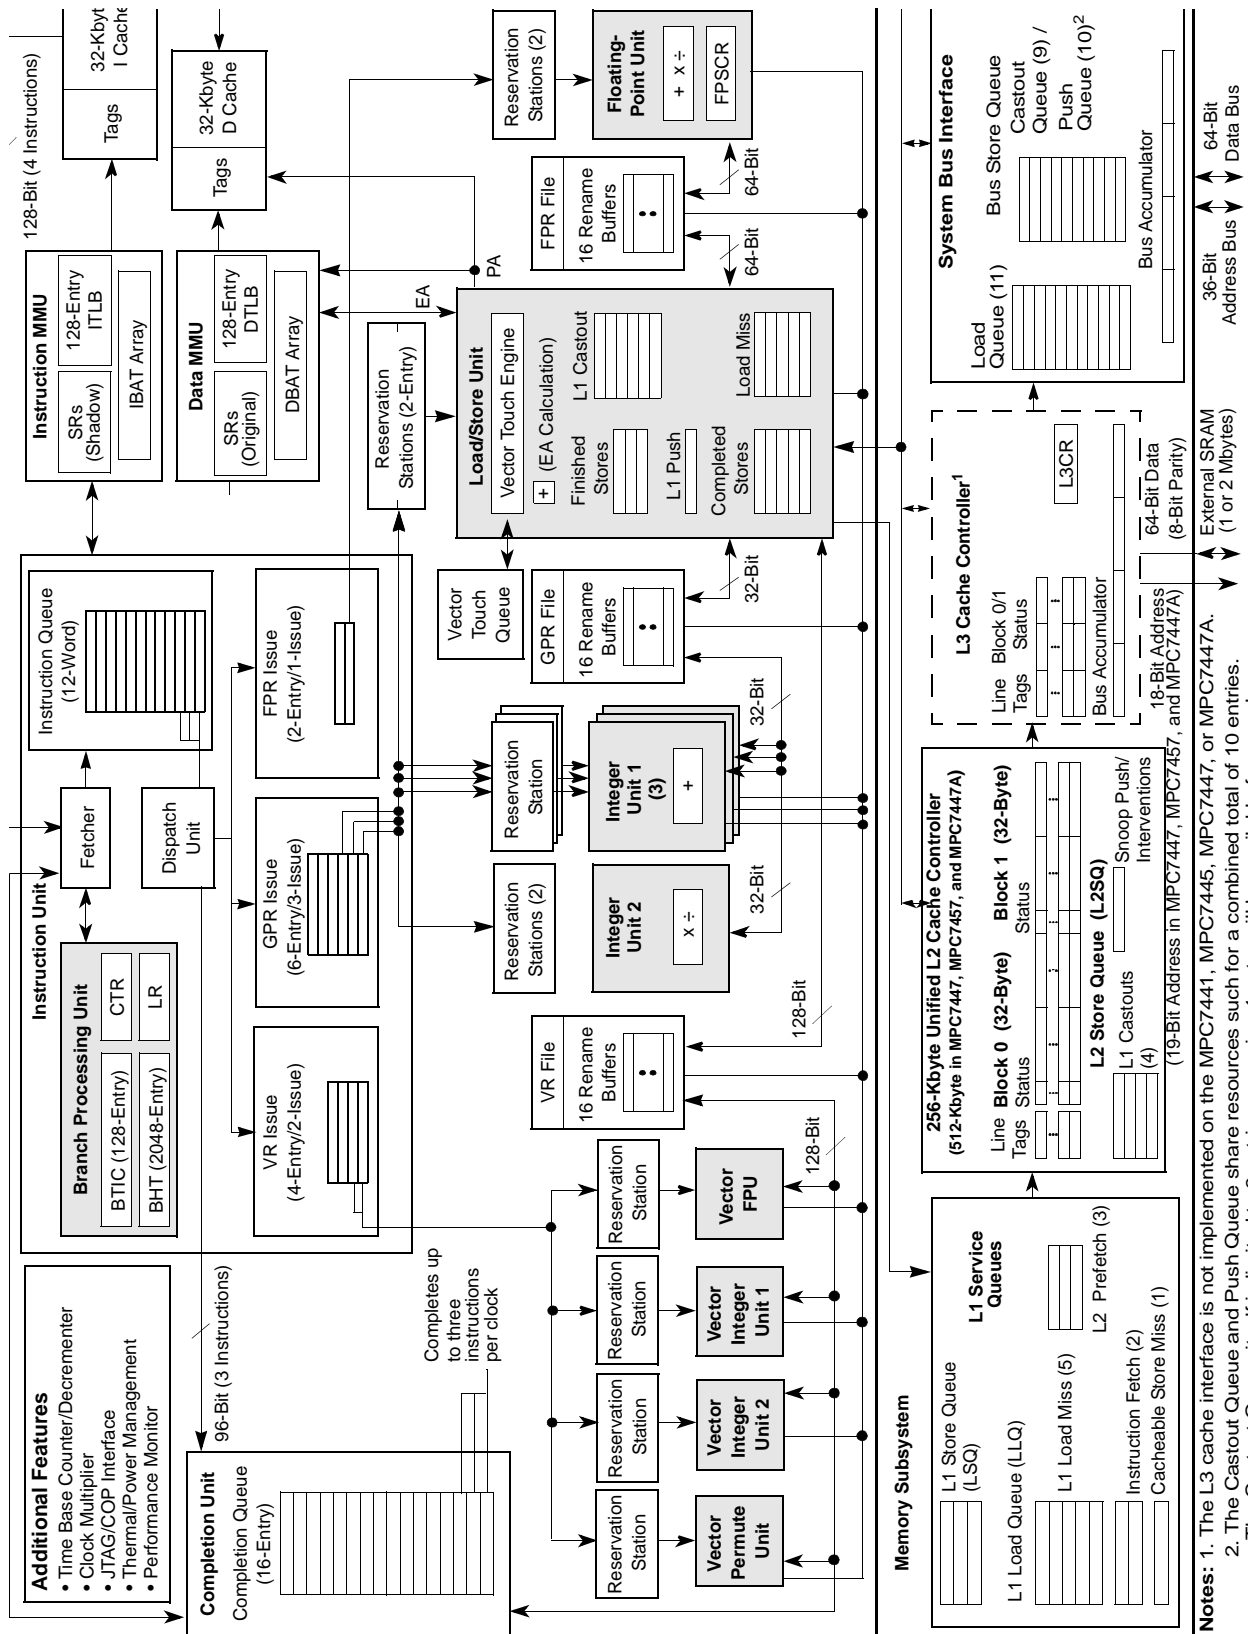 Additional Features
• Time Base Counter/Decrementer
• Clock Multiplier
• JTAG/COP Interface
• Thermal/Power Management
• Performance Monitor
Instruction Unit
Branch Processing Unit
BTIC (128-Entry)
CTR
BHT (2048-Entry)
LR
Fetcher
Instruction Queue
(12-Word)
Dispatch
Unit
96-Bit (3 Instructions)
VR Issue
(4-Entry/2-Issue)
GPR Issue
(6-Entry/3-Issue)
FPR Issue
(2-Entry/1-Issue)
Instruction MMU
SRs
(Shadow)
128-Entry
ITLB
IBAT Array
Data MMU
SRs
(Original)
128-Entry
DTLB
DBAT Array
128-Bit (4 Instructions)
Tags
32-Kbyt
I Cach
Tags
32-Kbyte
D Cache
EA
PA
Completion Unit
Completion Queue
(16-Entry)
Completes up
to three
instructions
per clock
Reservation
Stations (2-Entry)
Vector
Touch
Queue
Load/Store Unit
Vector Touch Engine
+
(EA Calculation)
Finished
Stores
L1 Castout
L1 Push
Completed
Stores
Load Miss
Reservation
Station
Reservation
Station
Reservation
Station
Reservation
Station
Vector
Permute
Unit
Vector
Integer
Unit 2
Vector
Integer
Unit 1
Vector
FPU
128-Bit
VR File
16 Rename
Buffers
128-Bit
Reservation
Stations (2)
Integer
Unit 2
x ÷
32-Bit
Reservation
Station
Integer
Unit 1
(3)
+
32-Bit
GPR File
16 Rename
Buffers
32-Bit
FPR File
16 Rename
Buffers
64-Bit
64-Bit
Reservation
Stations (2)
Floating-
Point Unit
+ x ÷
FPSCR
Memory Subsystem
L1 Store Queue
(LSQ)
L1 Load Queue (LLQ)
L1 Load Miss (5)
Instruction Fetch (2)
Cacheable Store Miss (1)
L1 Service
Queues
L2 Prefetch (3)
256-Kbyte Unified L2 Cache Controller
(512-Kbyte in MPC7447, MPC7457, and MPC7447A)
Line
Tags
Block 0 (32-Byte)
Status
Block 1 (32-Byte)
Status
L2 Store Queue (L2SQ)
L1 Castouts
(4)
Snoop Push/
Interventions
L3 Cache Controller1
Line
Tags
Block 0/1
Status
L3CR
Bus Accumulator
18-Bit Address
(19-Bit Address in MPC7447, MPC7457, and MPC7447A)
64-Bit Data
(8-Bit Parity)
External SRAM
(1 or 2 Mbytes)
System Bus Interface
Load
Queue (11)
Bus Store Queue
Castout
Queue (9) /
Push
Queue (10)2
Bus Accumulator
36-Bit
Address Bus
64-Bit
Data Bus
Notes: 1. The L3 cache interface is not implemented on the MPC7441, MPC7445, MPC7447, or MPC7447A.
2. The Castout Queue and Push Queue share resources such for a combined total of 10 entries.